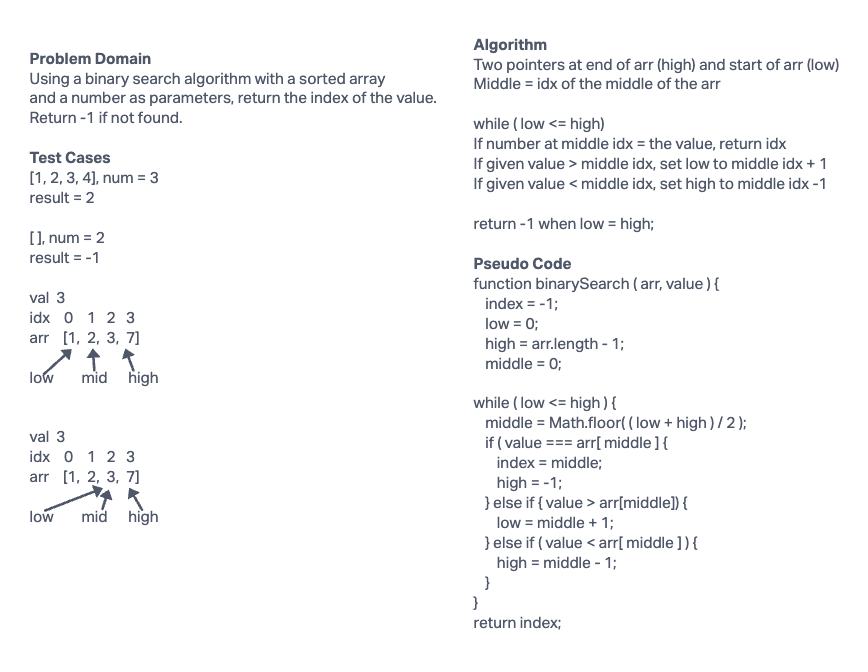 Problem Domain
Using a binary search algorithm with a sorted array
and a number as parameters, return the index of the value.
Return -1 if not found.
Test Cases
[1, 2, 3, 4], num = 3
result = 2
[ ], num = 2
result = -1
val 3
idx 0 1 2 3
arr [1, 2, 3, 7]
low mid high
val 3
idx 0 1 2 3
arr [1, 2, 3, 7]
low mid high
Algorithm
Two pointers at end of arr (high) and start of arr (low)
Middle = idx of the middle of the arr
while ( low <= high)
If number at middle idx = the value, return idx
If given value > middle idx, set low to middle idx + 1
If given value < middle idx, set high to middle idx -1
return -1 when low = high;
Pseudo Code
function binarySearch ( arr, value ) {
index = -1;
low = 0;
high = arr.length - 1;
middle = 0;
while ( low <= high ) {
middle = Math.floor( ( low + high ) / 2 );
if ( value === arr[ middle ] {
index = middle;
high = -1;
} else if { value > arr[middle]) {
low = middle + 1;
} else if ( value < arr[ middle ] ) {
high = middle - 1;
}
}
return index;